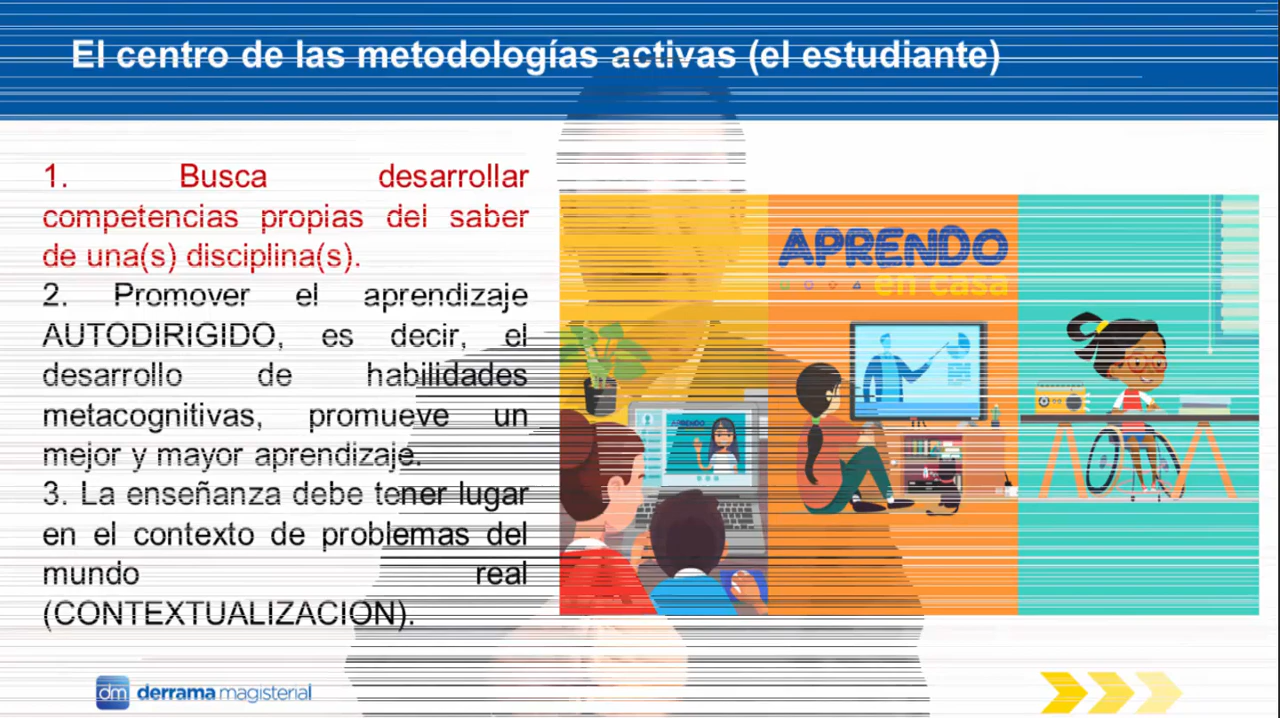 El centro de las metodologías activas (el estudiante)
1. Busca desarrollar
competencias propias del saber
de una(s) disciplina(s).
2. Promover el aprendizaje
AUTODIRIGIDO, es decir, el
desarrollo de habilidades
metacognitivas, promueve un
mejor y mayor aprendizaje.
3. La enseñanza debe tener lugar
en el contexto de problemas del
mundo real
(CONTEXTUALIZACION).
APRENDO
en casa
APRENDO
dm derrama magisterial